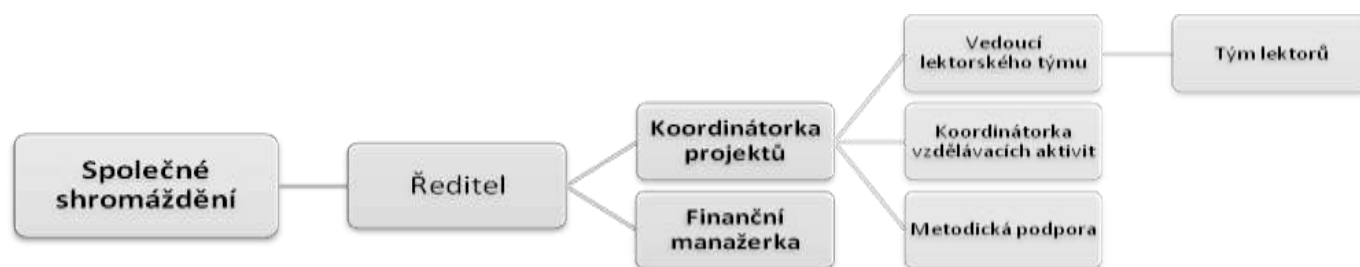 Společné
shromáždění
Ředitel
Koordinátorka
projektů
Finanční
manažerka
Vedoucí
lektorského týmu
Koordinátorka
vzdělávacích aktivit
Metodická podpora
Tým lektorů